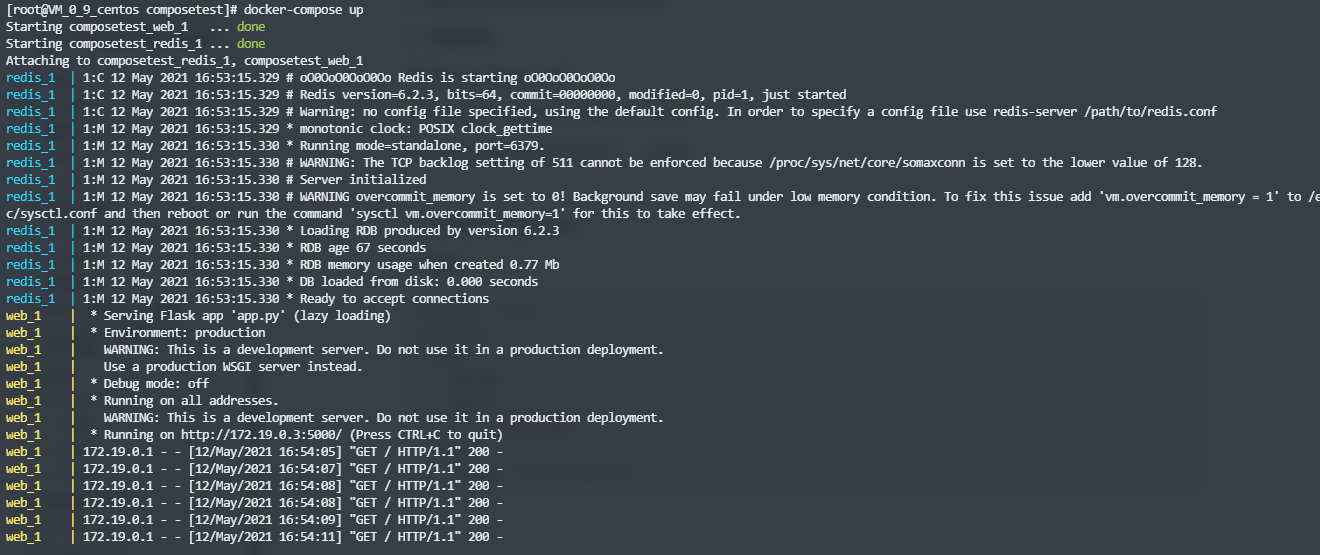 [root@VM_0_9_centos composetest]# docker-compose up
Starting composetest_web_1   ... done
Starting composetest_redis_1 ... done
Attaching to composetest_redis_1, composetest_web_1
redis_1  | 1:C 12 May 2021 16:53:15.329 # oO0OoO0OoO0Oo Redis is starting oO0OoO0OoO0Oo
redis_1  | 1:C 12 May 2021 16:53:15.329 # Redis version=6.2.3, bits=64, commit=00000000, modified=0, pid=1, just started
redis_1  | 1:C 12 May 2021 16:53:15.329 # Warning: no config file specified, using the default config. In order to specify a config file use redis-server /path/to/redis.conf
redis_1  | 1:M 12 May 2021 16:53:15.329 * monotonic clock: POSIX clock_gettime
redis_1  | 1:M 12 May 2021 16:53:15.330 * Running mode=standalone, port=6379.
redis_1  | 1:M 12 May 2021 16:53:15.330 # WARNING: The TCP backlog setting of 511 cannot be enforced because /proc/sys/net/core/somaxconn is set to the lower value of 128.
redis_1  | 1:M 12 May 2021 16:53:15.330 # Server initialized
redis_1  | 1:M 12 May 2021 16:53:15.330 # WARNING overcommit_memory is set to 0! Background save may fail under low memory condition. To fix this issue add 'vm.overcommit_memory = 1' to /e
c/sysctl.conf and then reboot or run the command 'sysctl vm.overcommit_memory=1' for this to take effect.
redis_1  | 1:M 12 May 2021 16:53:15.330 * Loading RDB produced by version 6.2.3
redis_1  | 1:M 12 May 2021 16:53:15.330 * RDB age 67 seconds
redis_1  | 1:M 12 May 2021 16:53:15.330 * RDB memory usage when created 0.77 Mb
redis_1  | 1:M 12 May 2021 16:53:15.330 * DB loaded from disk: 0.000 seconds
redis_1  | 1:M 12 May 2021 16:53:15.330 * Ready to accept connections
web_1    |  * Serving Flask app 'app.py' (lazy loading)
web_1    |  * Environment: production
web_1    |    WARNING: This is a development server. Do not use it in a production deployment.
web_1    |    Use a production WSGI server instead.
web_1    |  * Debug mode: off
web_1    |  * Running on all addresses.
web_1    |    WARNING: This is a development server. Do not use it in a production deployment.
web_1    |  * Running on http://172.19.0.3:5000/ (Press CTRL+C to quit)
web_1    | 172.19.0.1 - - [12/May/2021 16:54:05] "GET / HTTP/1.1" 200 -
web_1    | 172.19.0.1 - - [12/May/2021 16:54:07] "GET / HTTP/1.1" 200 -
web_1    | 172.19.0.1 - - [12/May/2021 16:54:08] "GET / HTTP/1.1" 200 -
web_1    | 172.19.0.1 - - [12/May/2021 16:54:08] "GET / HTTP/1.1" 200 -
web_1    | 172.19.0.1 - - [12/May/2021 16:54:09] "GET / HTTP/1.1" 200 -
web_1    | 172.19.0.1 - - [12/May/2021 16:54:11] "GET / HTTP/1.1" 200 -